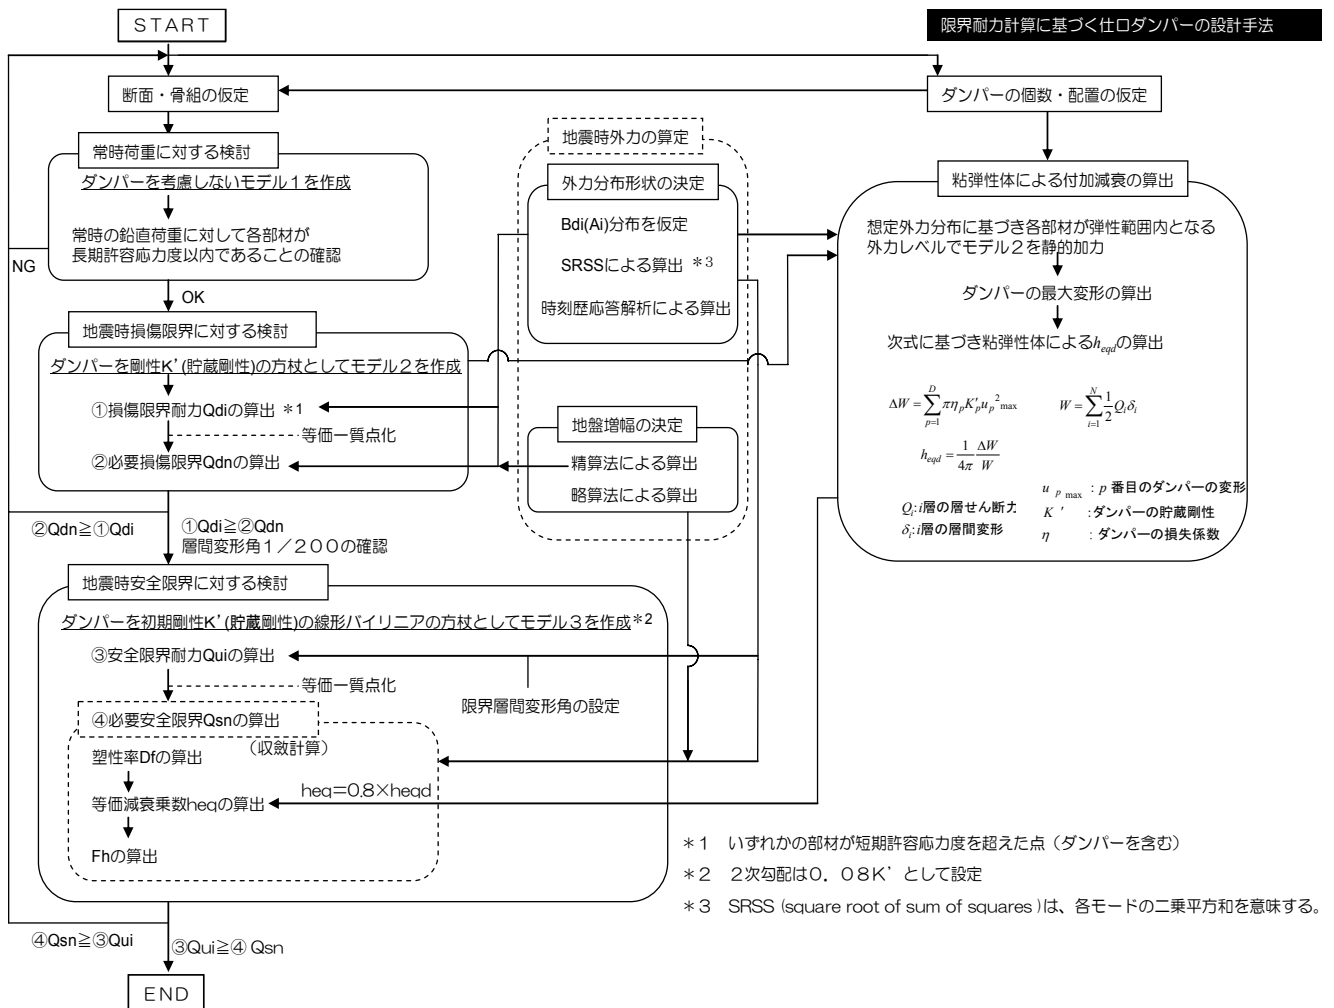 START
限界耐力計算に基づく仕口ダンパーの設計手法
断面・骨組の仮定
ダンパーの個数・配置の仮定
常時荷重に対する検討
ダンパーを考慮しないモデル1を作成
常時の鉛直荷重に対して各部材が
長期許容応力度以内であることの確認
NG
OK
地震時外力の算定
外力分布形状の決定
Bdi(Ai)分布を仮定
SRSSによる算出 *3
時刻歴応答解析による算出
地盤増幅の決定
精算法による算出
略算法による算出
粘弾性体による付加減衰の算出
想定外力分布に基づき各部材が弾性範囲内となる
外力レベルでモデル2を静的加力
ダンパーの最大変形の算出
次式に基づき粘弾性体によるh_{eqd}の算出
ΔW = \sum_{p=1}^{D} πη_p K'_p u_p^2_{max}
W = \sum_{i=1}^{N} \frac{1}{2} Q_i δ_i
h_{eqd} = \frac{1}{4π} \frac{ΔW}{W}
Q_i:i層の層せん断力
δ_i:i層の層間変形
u_{p max} : p 番目のダンパーの変形
K ' :ダンパーの貯蔵剛性
η : ダンパーの損失係数
地震時損傷限界に対する検討
ダンパーを剛性K’(貯蔵剛性)の方杖としてモデル2を作成
①損傷限界耐力Qdiの算出 *1
等価一質点化
②必要損傷限界Qdnの算出
②Qdn≧①Qdi
①Qdi≧②Qdn
層間変形角1/200の確認
地震時安全限界に対する検討
ダンパーを初期剛性K’(貯蔵剛性)の線形バイリニアの方杖としてモデル3を作成*2
③安全限界耐力Quiの算出
等価一質点化
限界層間変形角の設定
④必要安全限界Qsnの算出
(収斂計算)
塑性率Dfの算出
等価減衰乗数heqの算出
heq=0.8×heqd
Fhの算出
④Qsn≧③Qui
③Qui≧④ Qsn
END
*1 いずれかの部材が短期許容応力度を超えた点（ダンパーを含む）
*2 2次勾配は0.08K’として設定
*3 SRSS (square root of sum of squares )は、各モードの二乗平方和を意味する。